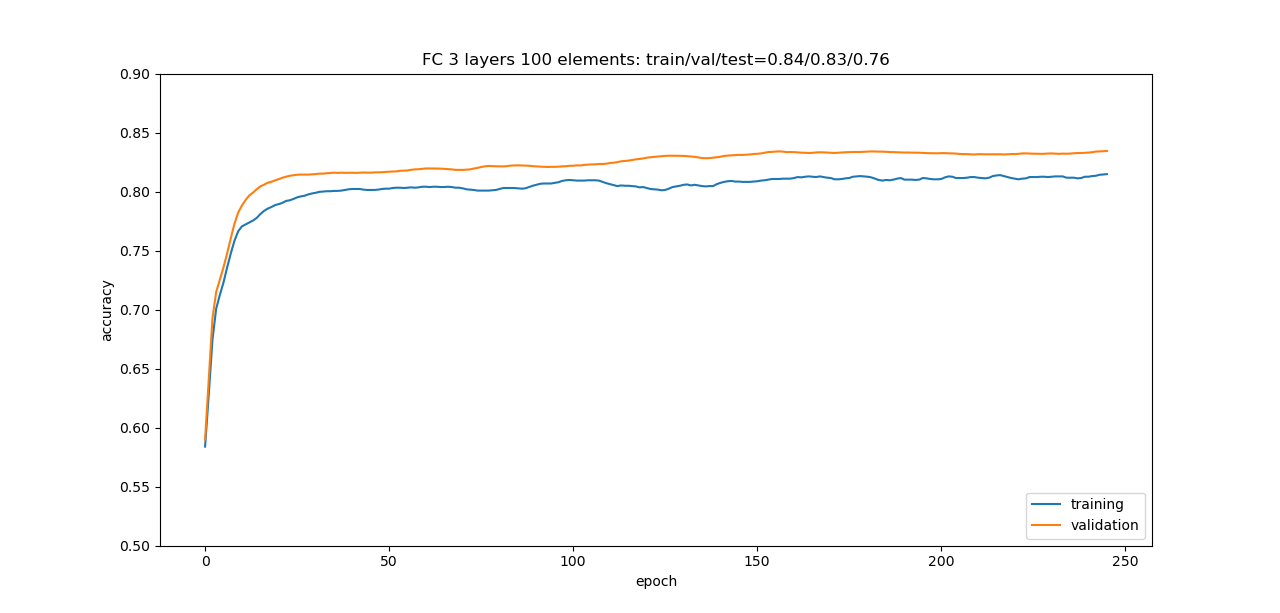 FC 3 layers 100 elements: train/val/test=0.84/0.83/0.76
0.90
0.85
0.80
0.75
0.70
0.65
0.60
0.55
0.50
accuracy
training
validation
0 50 100 150 200 250
epoch